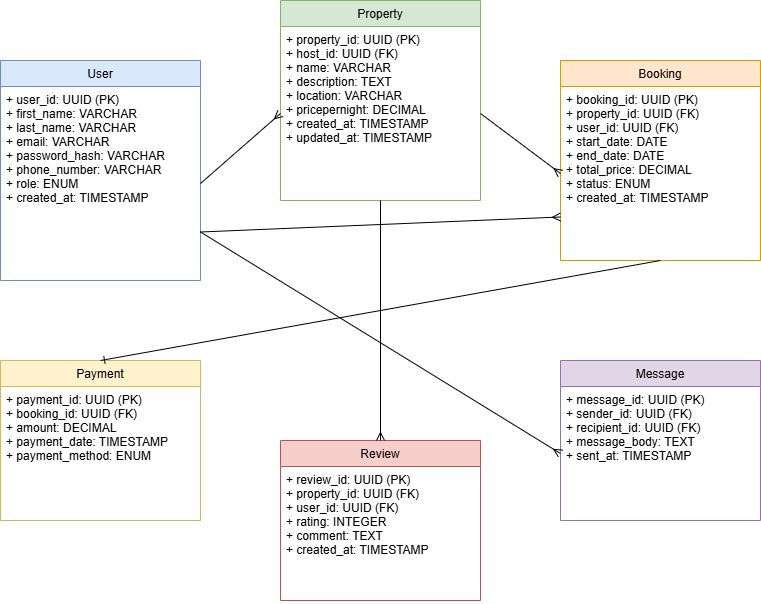 Property
+ property_id: UUID (PK)
+ host_id: UUID (FK)
+ name: VARCHAR
+ description: TEXT
+ location: VARCHAR
+ pricepernight: DECIMAL
+ created_at: TIMESTAMP
+ updated_at: TIMESTAMP
User
+ user_id: UUID (PK)
+ first_name: VARCHAR
+ last_name: VARCHAR
+ email: VARCHAR
+ password_hash: VARCHAR
+ phone_number: VARCHAR
+ role: ENUM
+ created_at: TIMESTAMP
Booking
+ booking_id: UUID (PK)
+ property_id: UUID (FK)
+ user_id: UUID (FK)
+ start_date: DATE
+ end_date: DATE
+ total_price: DECIMAL
+ status: ENUM
+ created_at: TIMESTAMP
Payment
+ payment_id: UUID (PK)
+ booking_id: UUID (FK)
+ amount: DECIMAL
+ payment_date: TIMESTAMP
+ payment_method: ENUM
Review
+ review_id: UUID (PK)
+ property_id: UUID (FK)
+ user_id: UUID (FK)
+ rating: INTEGER
+ comment: TEXT
+ created_at: TIMESTAMP
Message
+ message_id: UUID (PK)
+ sender_id: UUID (FK)
+ recipient_id: UUID (FK)
+ message_body: TEXT
+ sent_at: TIMESTAMP